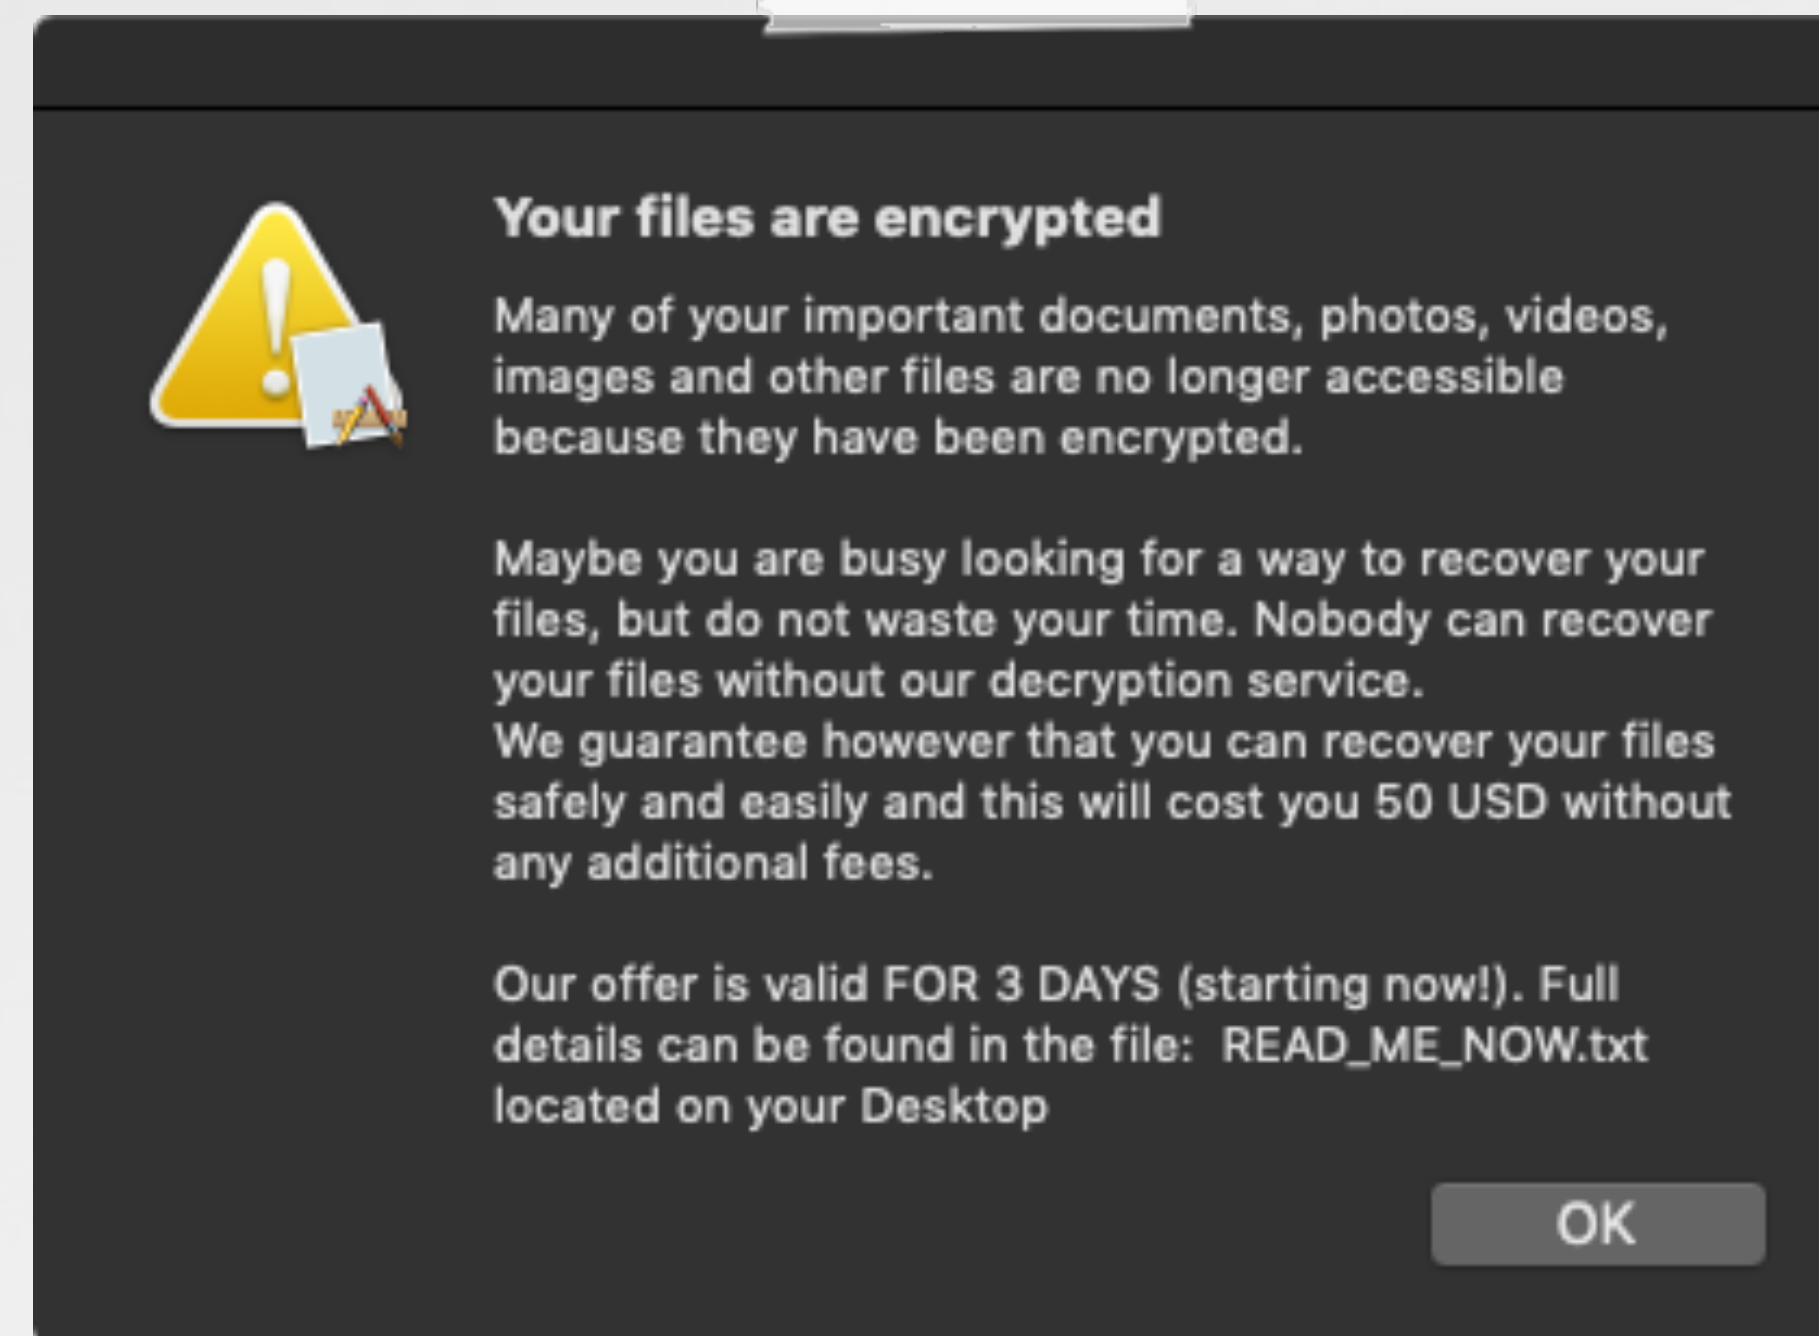 Your files are encrypted
Many of your important documents, photos, videos,
images and other files are no longer accessible
because they have been encrypted.
Maybe you are busy looking for a way to recover your
files, but do not waste your time. Nobody can recover
your files without our decryption service.
We guarantee however that you can recover your files
safely and easily and this will cost you 50 USD without
any additional fees.
Our offer is valid FOR 3 DAYS (starting now!). Full
details can be found in the file:  READ_ME_NOW.txt
located on your Desktop
OK